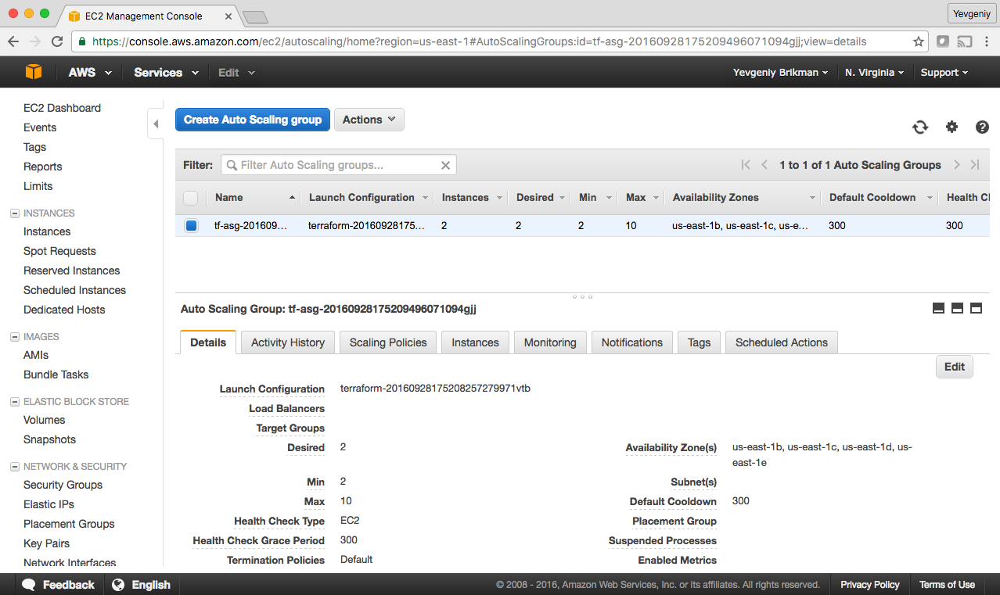 EC2 Management Console
Yevgeniy
https://console.aws.amazon.com/ec2/autoscaling/home?region=us-east-1#AutoScalingGroups:id=tf-asg-20160928175209496071094gjj;view=details
AWS Services Edit Yevgeniy Brikman N. Virginia Support
EC2 Dashboard
Events
Tags
Reports
Limits
INSTANCES
Instances
Spot Requests
Reserved Instances
Scheduled Instances
Dedicated Hosts
IMAGES
AMIs
Bundle Tasks
ELASTIC BLOCK STORE
Volumes
Snapshots
NETWORK & SECURITY
Security Groups
Elastic IPs
Placement Groups
Key Pairs
Network Interfaces
Create Auto Scaling group Actions
Filter: Filter Auto Scaling groups... 1 to 1 of 1 Auto Scaling Groups
Name Launch Configuration Instances Desired Min Max Availability Zones Default Cooldown Health Cl
tf-asg-201609... terraform-20160928175... 2 2 2 10 us-east-1b, us-east-1c, us-e... 300 300
Auto Scaling Group: tf-asg-20160928175209496071094gjj
Details Activity History Scaling Policies Instances Monitoring Notifications Tags Scheduled Actions
Edit
Launch Configuration terraform-20160928175208257279971vtb
Load Balancers
Target Groups
Desired 2 Availability Zone(s) us-east-1b, us-east-1c, us-east-1d, us-
east-1e
Min 2 Subnet(s)
Max 10 Default Cooldown 300
Health Check Type EC2 Placement Group
Health Check Grace Period 300 Suspended Processes
Termination Policies Default Enabled Metrics
Feedback English © 2008 - 2016, Amazon Web Services, Inc. or its affiliates. All rights reserved. Privacy Policy Terms of Use